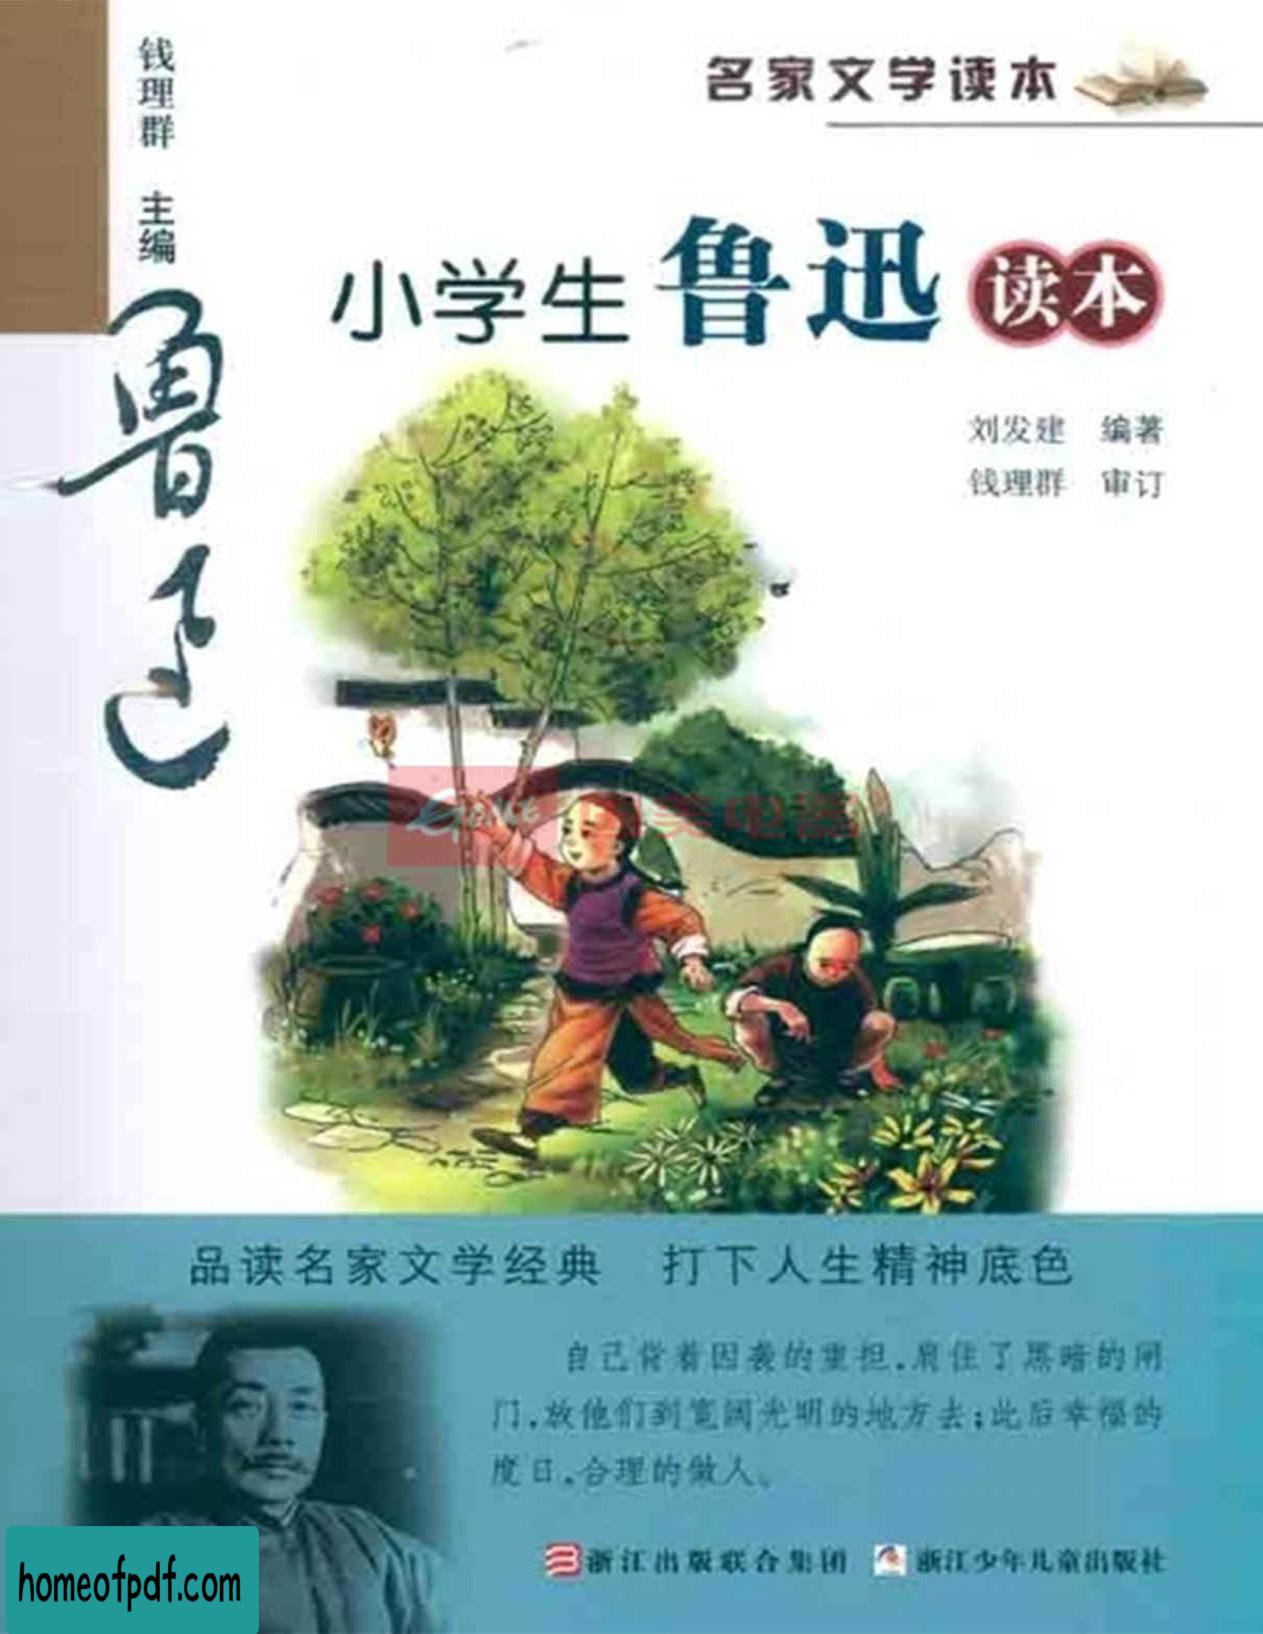 钱理群 主编
名家文学读本
小学生鲁迅读本
鲁迅
刘发建 编著
钱理群 审订
品读名家文学经典 打下人生精神底色
自己背着因袭的重担，肩住了黑暗的闸
门，放他们到宽阔光明的地方去；此后幸福的
度日，合理的做人。
浙江出版联合集团 浙江少年儿童出版社
homeofpdf.com